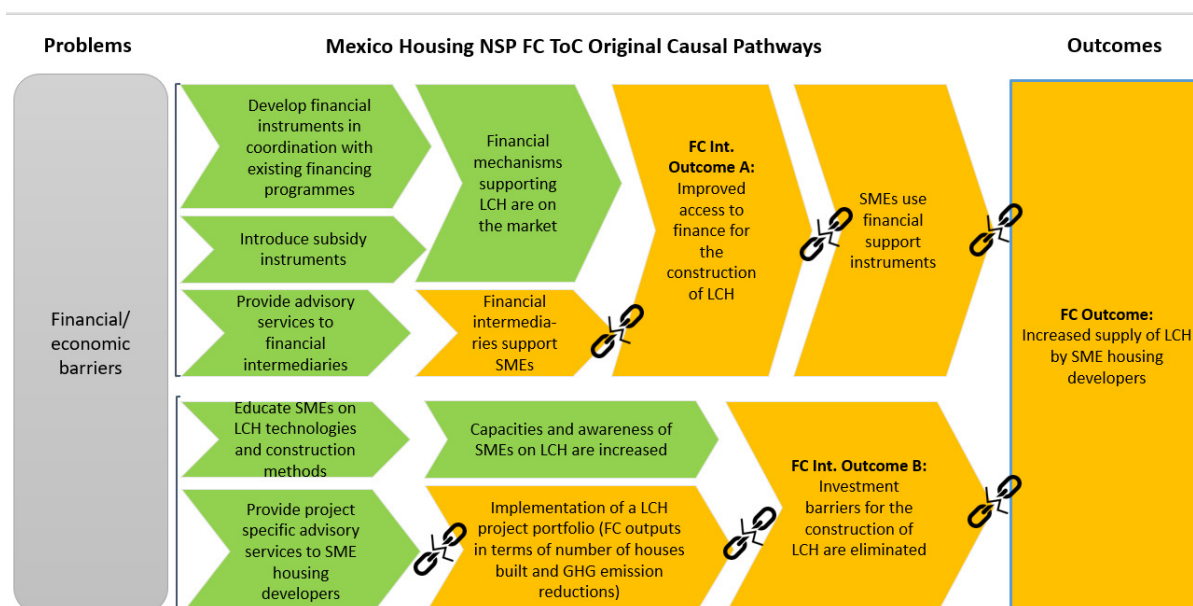 Problems
Mexico Housing NSP FC ToC Original Causal Pathways
Outcomes
Financial/
economic
barriers
Develop financial
instruments in
coordination with
existing financing
programmes
Introduce subsidy
instruments
Provide advisory
services to
financial
intermediaries
Financial
mechanisms
supporting
LCH are on
the market
Financial
intermedia-
ries support
SMEs
FC Int.
Outcome A:
Improved
access to
finance for
the
construction
of LCH
SMEs use
financial
support
instruments
Educate SMEs on
LCH technologies
and construction
methods
Provide project
specific advisory
services to SME
housing
developers
Capacities and awareness of
SMEs on LCH are increased
Implementation of a LCH
project portfolio (FC outputs
in terms of number of houses
built and GHG emission
reductions)
FC Int. Outcome B:
Investment
barriers for the
construction of
LCH are eliminated
FC Outcome:
Increased supply of LCH
by SME housing
developers